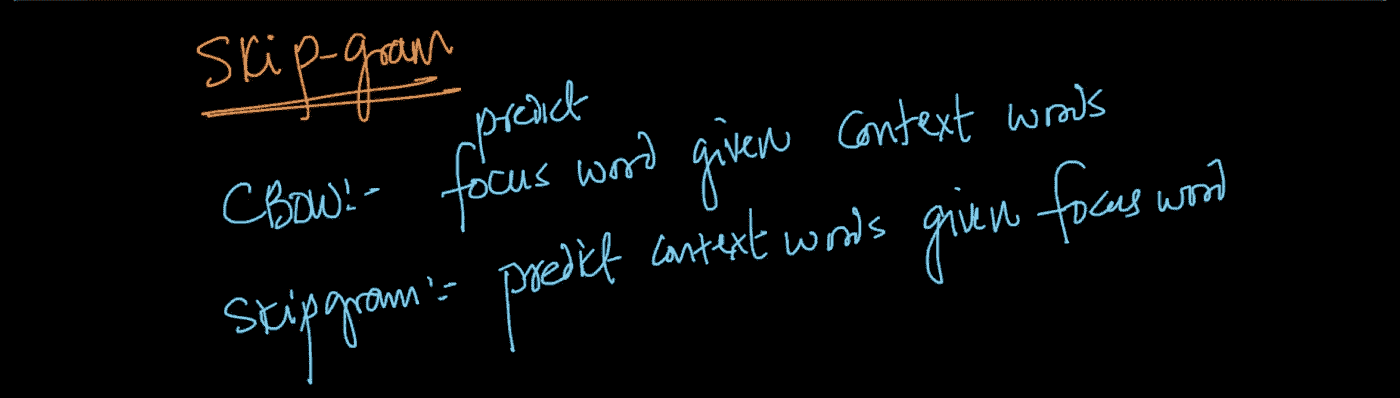 Skip-gram
predict
CBOW:- focus word given context words
Skipgram:- predict context words given focus word